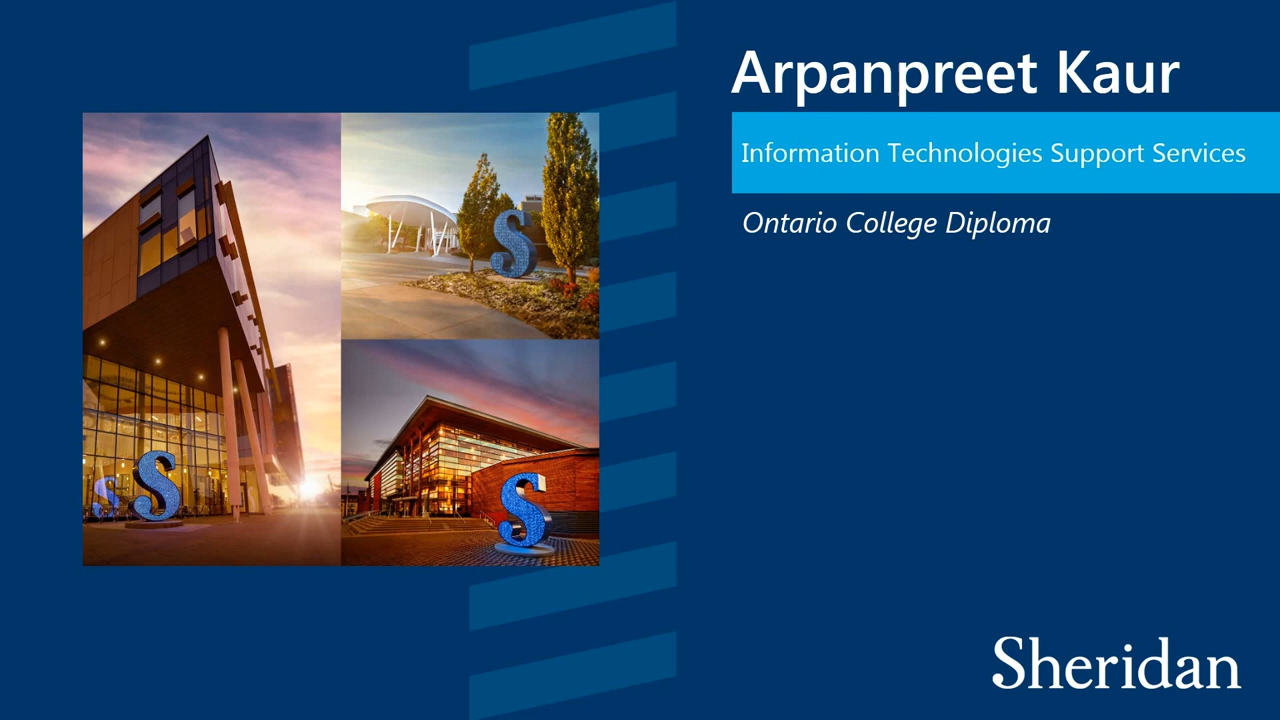 Arpanpreet Kaur
Information Technologies Support Services
Ontario College Diploma
S
S
S
Sheridan